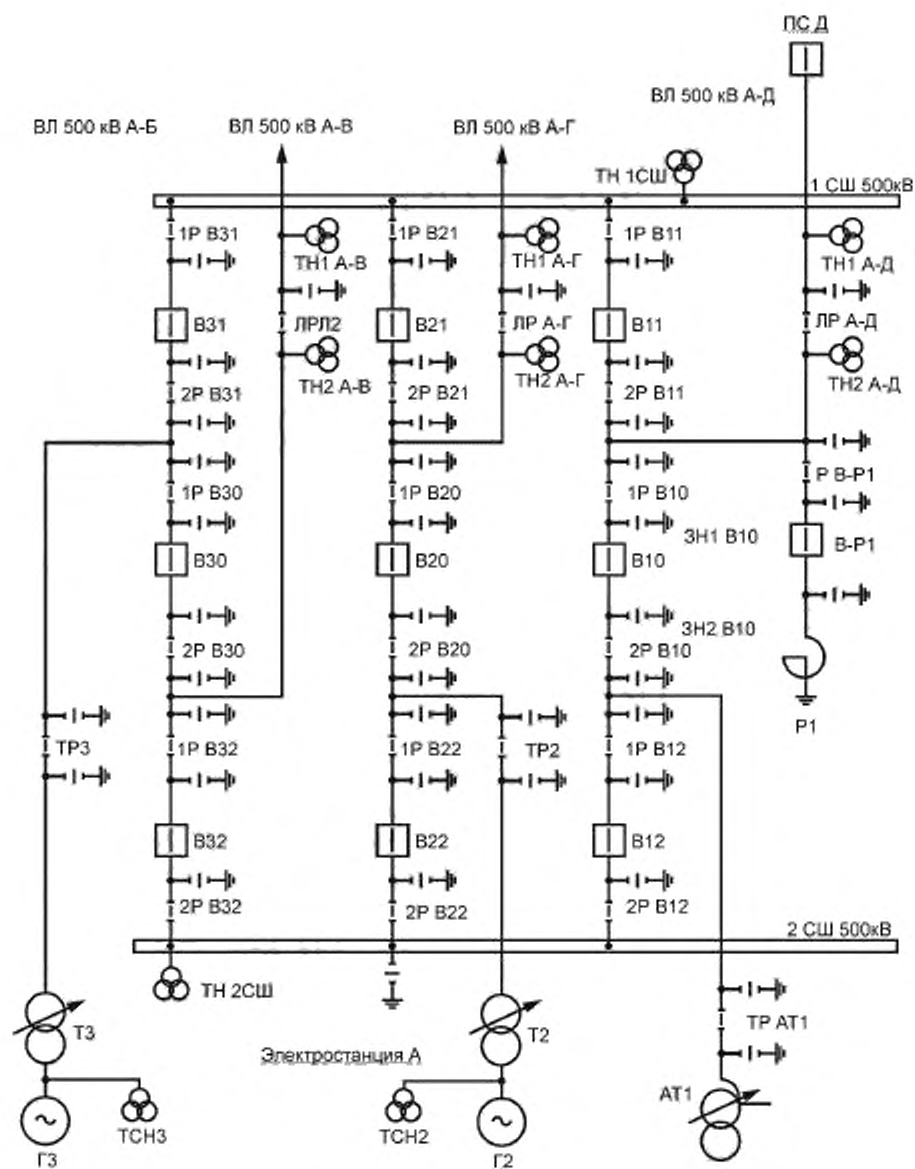 ПС Д
ВЛ 500 кВ А-Д
ВЛ 500 кВ А-Б
ВЛ 500 кВ А-В
ВЛ 500 кВ А-Г
ТН 1СШ
1 СШ 500кВ
1Р В31
ТН1 А-В
1Р В21
ТН1 А-Г
1Р В11
ТН1 А-Д
В31
ЛРЛ2
В21
ЛР А-Г
В11
ЛР А-Д
2Р В31
ТН2 А-В
2Р В21
ТН2 А-Г
2Р В11
ТН2 А-Д
1Р В30
1Р В20
1Р В10
Р В-Р1
ЗН1 В10
В30
В20
В10
В-Р1
ЗН2 В10
2Р В30
2Р В20
2Р В10
Р1
ТР3
1Р В32
1Р В22
ТР2
1Р В12
В32
В22
В12
2Р В32
2Р В22
2Р В12
2 СШ 500кВ
ТН 2СШ
Т3
Т2
ТР АТ1
Электростанция А
АТ1
ТСН3
ТСН2
Г3
Г2